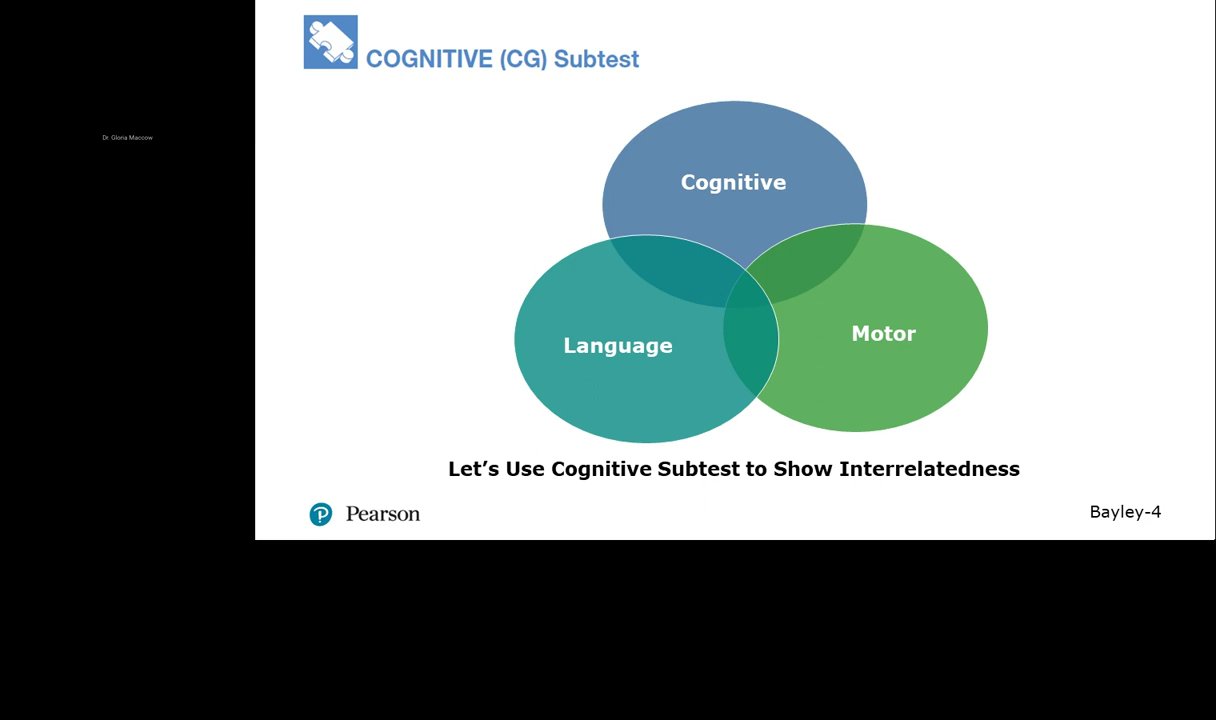 Dr. Gloria Maccow
COGNITIVE (CG) Subtest
Cognitive
Language
Motor
Let’s Use Cognitive Subtest to Show Interrelatedness
Pearson
Bayley-4